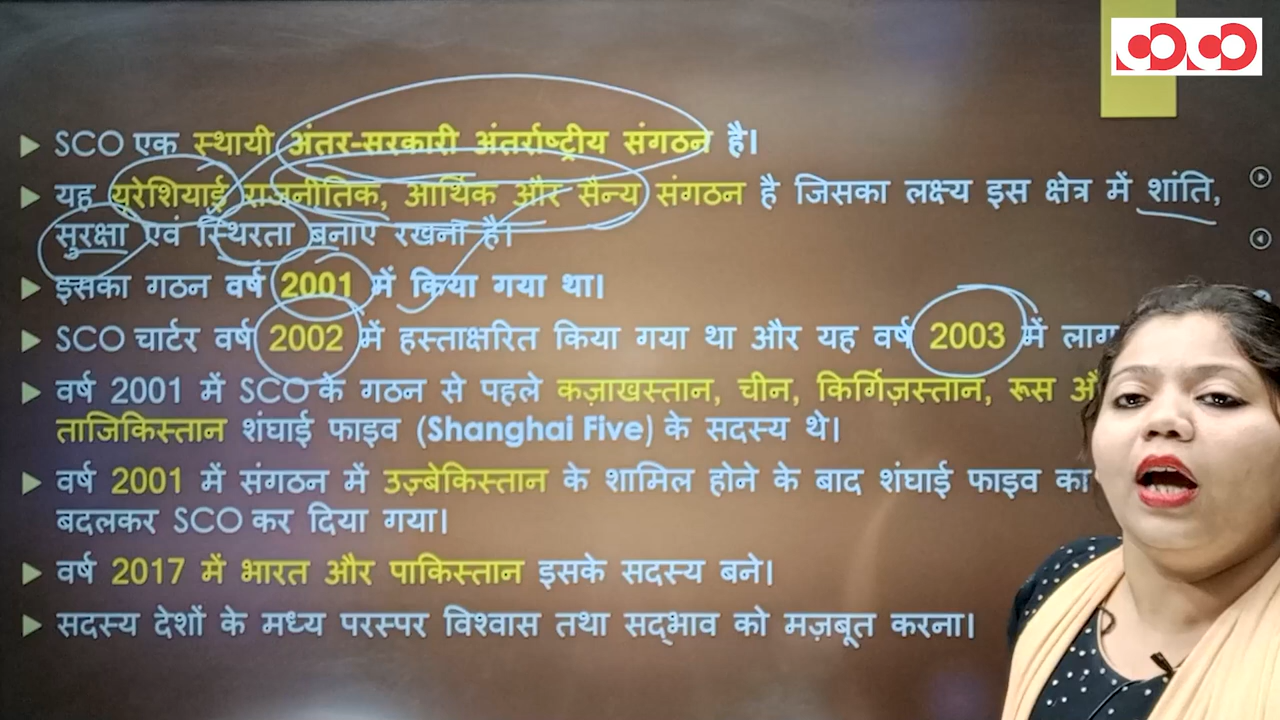 SCO एक स्थायी अंतर-सरकारी अंतर्राष्ट्रीय संगठन है।
यह यूरेशियाई राजनीतिक, आर्थिक और सैन्य संगठन है जिसका लक्ष्य इस क्षेत्र में शांति,
सुरक्षा एवं स्थिरता बनाए रखना है।
इसका गठन वर्ष 2001 में किया गया था।
SCO चार्टर वर्ष 2002 में हस्ताक्षरित किया गया था और यह वर्ष 2003 में
वर्ष 2001 में SCO के गठन से पहले कज़ाखस्तान, चीन, किर्गिज़स्तान, रूस
ताजिकिस्तान शंघाई फाइव (Shanghai Five) के सदस्य थे।
वर्ष 2001 में संगठन में उज़्बेकिस्तान के शामिल होने के बाद शंघाई फाइव का
बदलकर SCO कर दिया गया।
वर्ष 2017 में भारत और पाकिस्तान इसके सदस्य बने।
सदस्य देशों के मध्य परस्पर विश्वास तथा सद्भाव को मज़बूत करना।